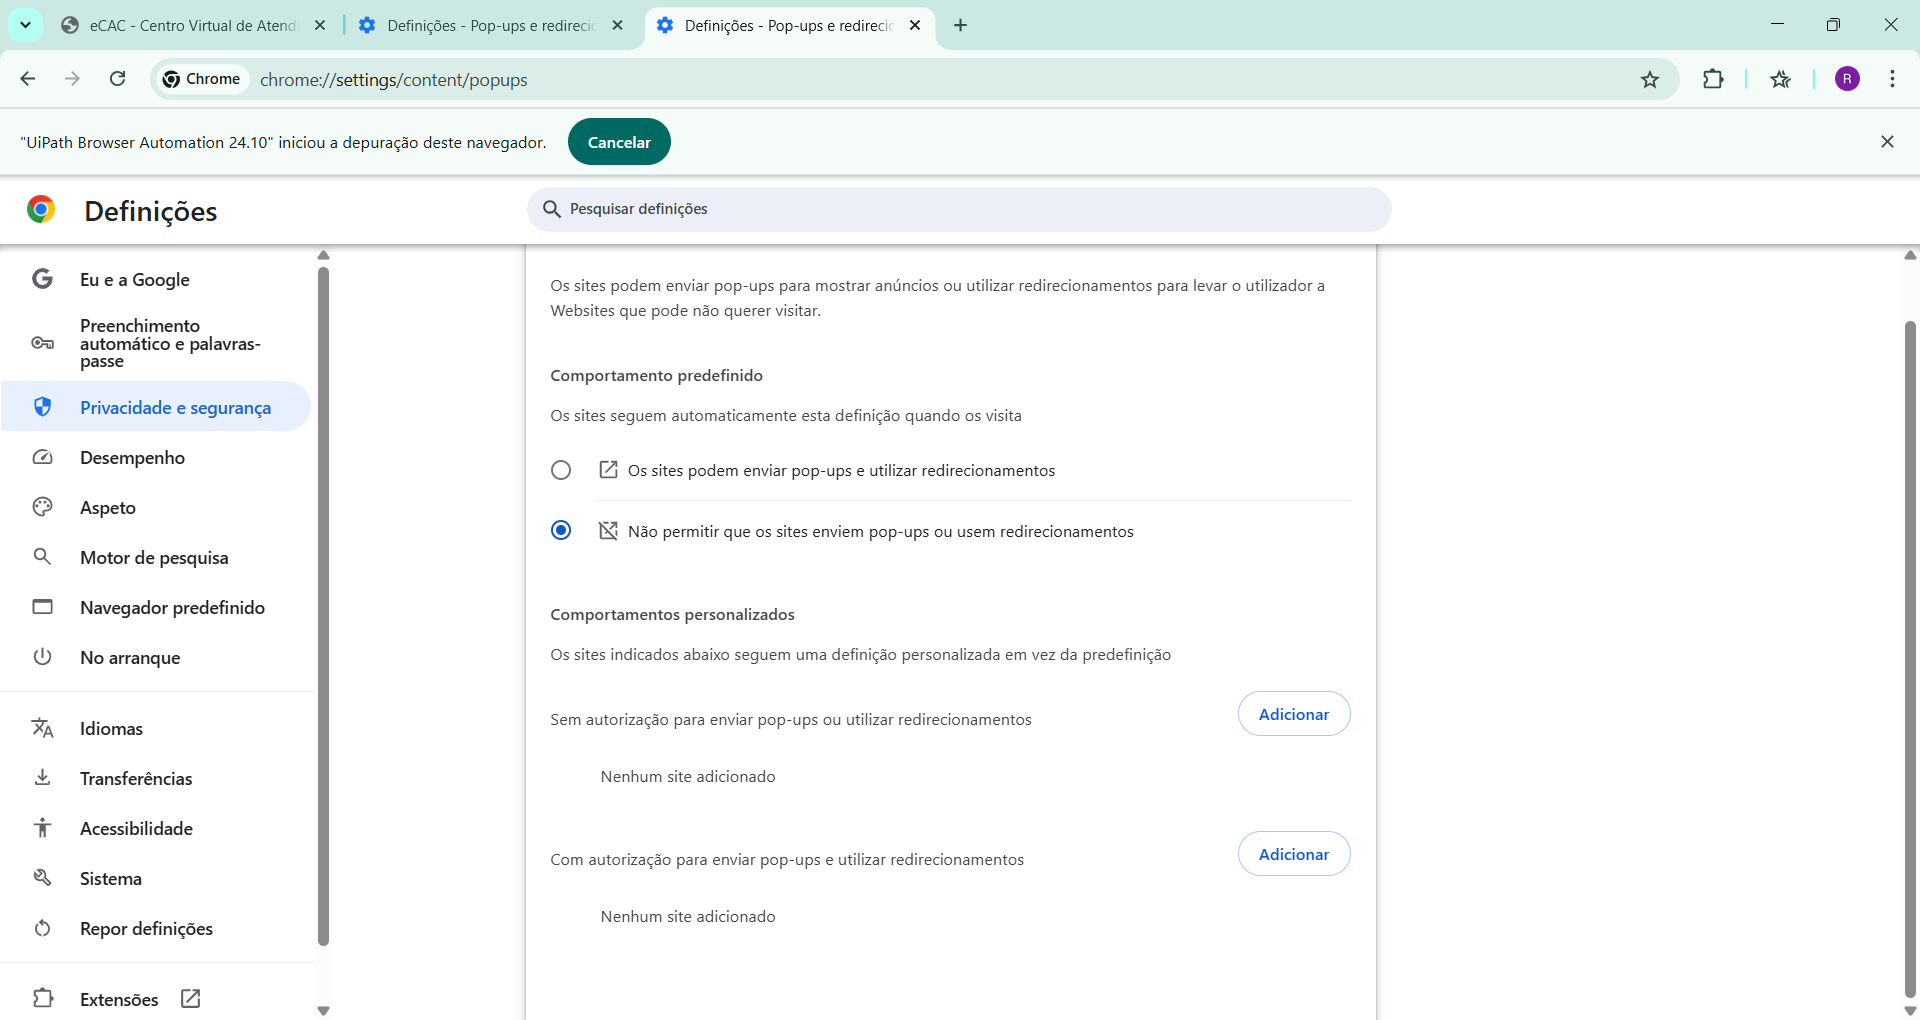 eCAC - Centro Virtual de Atend
Definições - Pop-ups e redirecio
Definições - Pop-ups e redirecio
Chrome
chrome://settings/content/popups
R
"UiPath Browser Automation 24.10" iniciou a depuração deste navegador.
Cancelar
Definições
Pesquisar definições
Eu e a Google
Preenchimento
automático e palavras-
passe
Privacidade e segurança
Desempenho
Aspeto
Motor de pesquisa
Navegador predefinido
No arranque
Idiomas
Transferências
Acessibilidade
Sistema
Repor definições
Extensões
Os sites podem enviar pop-ups para mostrar anúncios ou utilizar redirecionamentos para levar o utilizador a
Websites que pode não querer visitar.
Comportamento predefinido
Os sites seguem automaticamente esta definição quando os visita
Os sites podem enviar pop-ups e utilizar redirecionamentos
Não permitir que os sites enviem pop-ups ou usem redirecionamentos
Comportamentos personalizados
Os sites indicados abaixo seguem uma definição personalizada em vez da predefinição
Sem autorização para enviar pop-ups ou utilizar redirecionamentos
Adicionar
Nenhum site adicionado
Com autorização para enviar pop-ups e utilizar redirecionamentos
Adicionar
Nenhum site adicionado